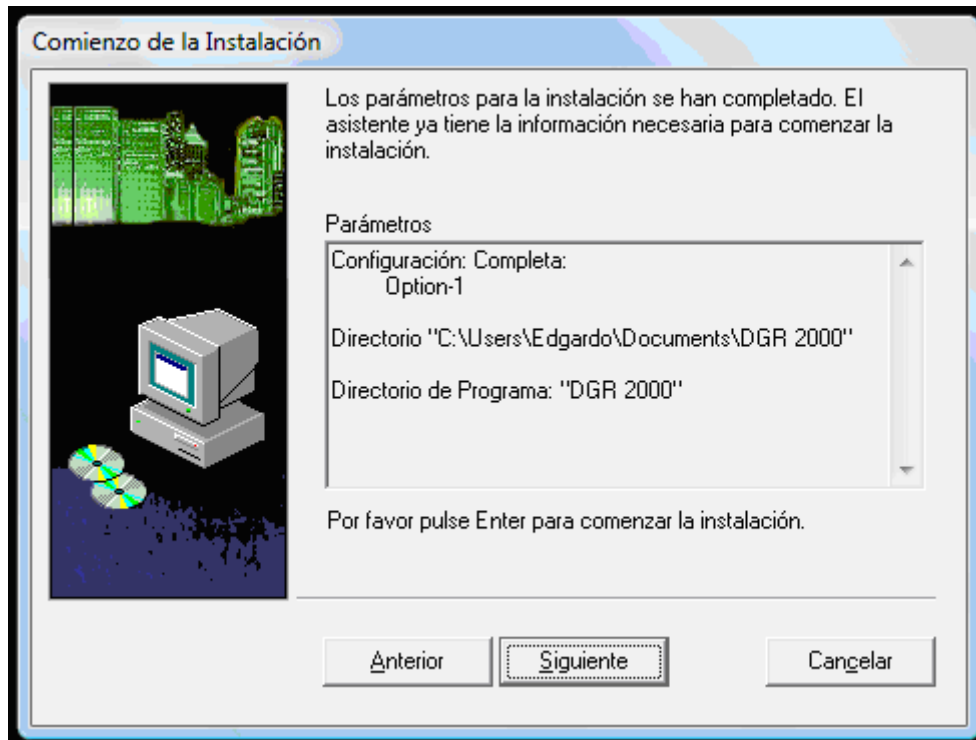 Comienzo de la Instalación
Los parámetros para la instalación se han completado. El
asistente ya tiene la información necesaria para comenzar la
instalación.
Parámetros
Configuración: Completa:
Option-1
Directorio "C:\Users\Edgardo\Documents\DGR 2000"
Directorio de Programa: "DGR 2000"
Por favor pulse Enter para comenzar la instalación.
Anterior
Siguiente
Cancelar